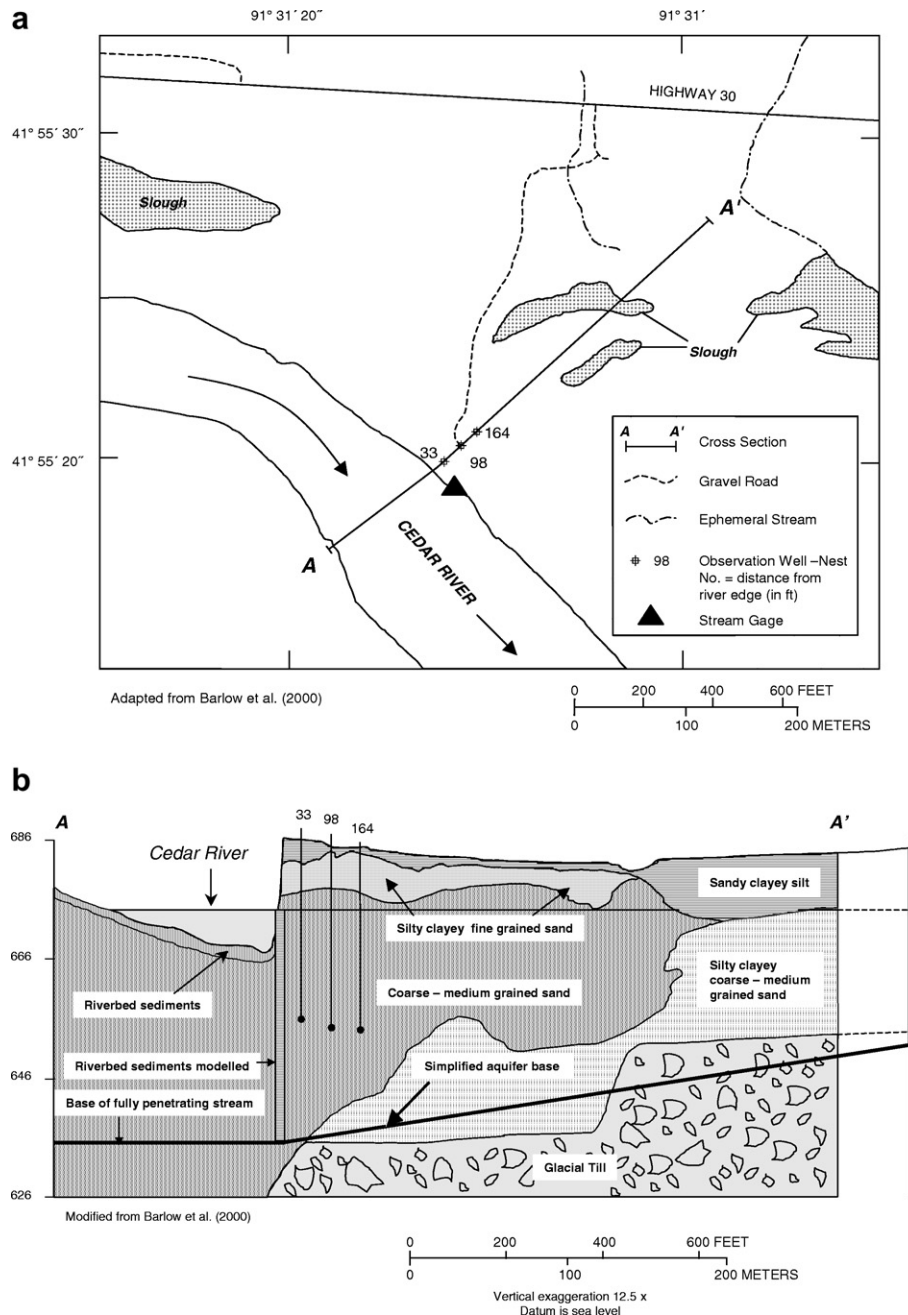 a
91° 31´ 20˝
91° 31´
HIGHWAY 30
41° 55´ 30˝
Slough
A'
Slough
41° 55´ 20˝
33
98
164
A
CEDAR RIVER
A A' Cross Section
Gravel Road
Ephemeral Stream
98 Observation Well –Nest
No. = distance from
river edge (in ft)
Stream Gage
Adapted from Barlow et al. (2000)
0 200 400 600 FEET
0 100 200 METERS
b
A
33
98
164
A’
686
Cedar River
Sandy clayey silt
Silty clayey fine grained sand
666
Riverbed sediments
Coarse – medium grained sand
Silty clayey
coarse – medium
grained sand
Riverbed sediments modelled
Simplified aquifer base
646
Base of fully penetrating stream
Glacial Till
626
Modified from Barlow et al. (2000)
0 200 400 600 FEET
0 100 200 METERS
Vertical exaggeration 12.5 x
Datum is sea level